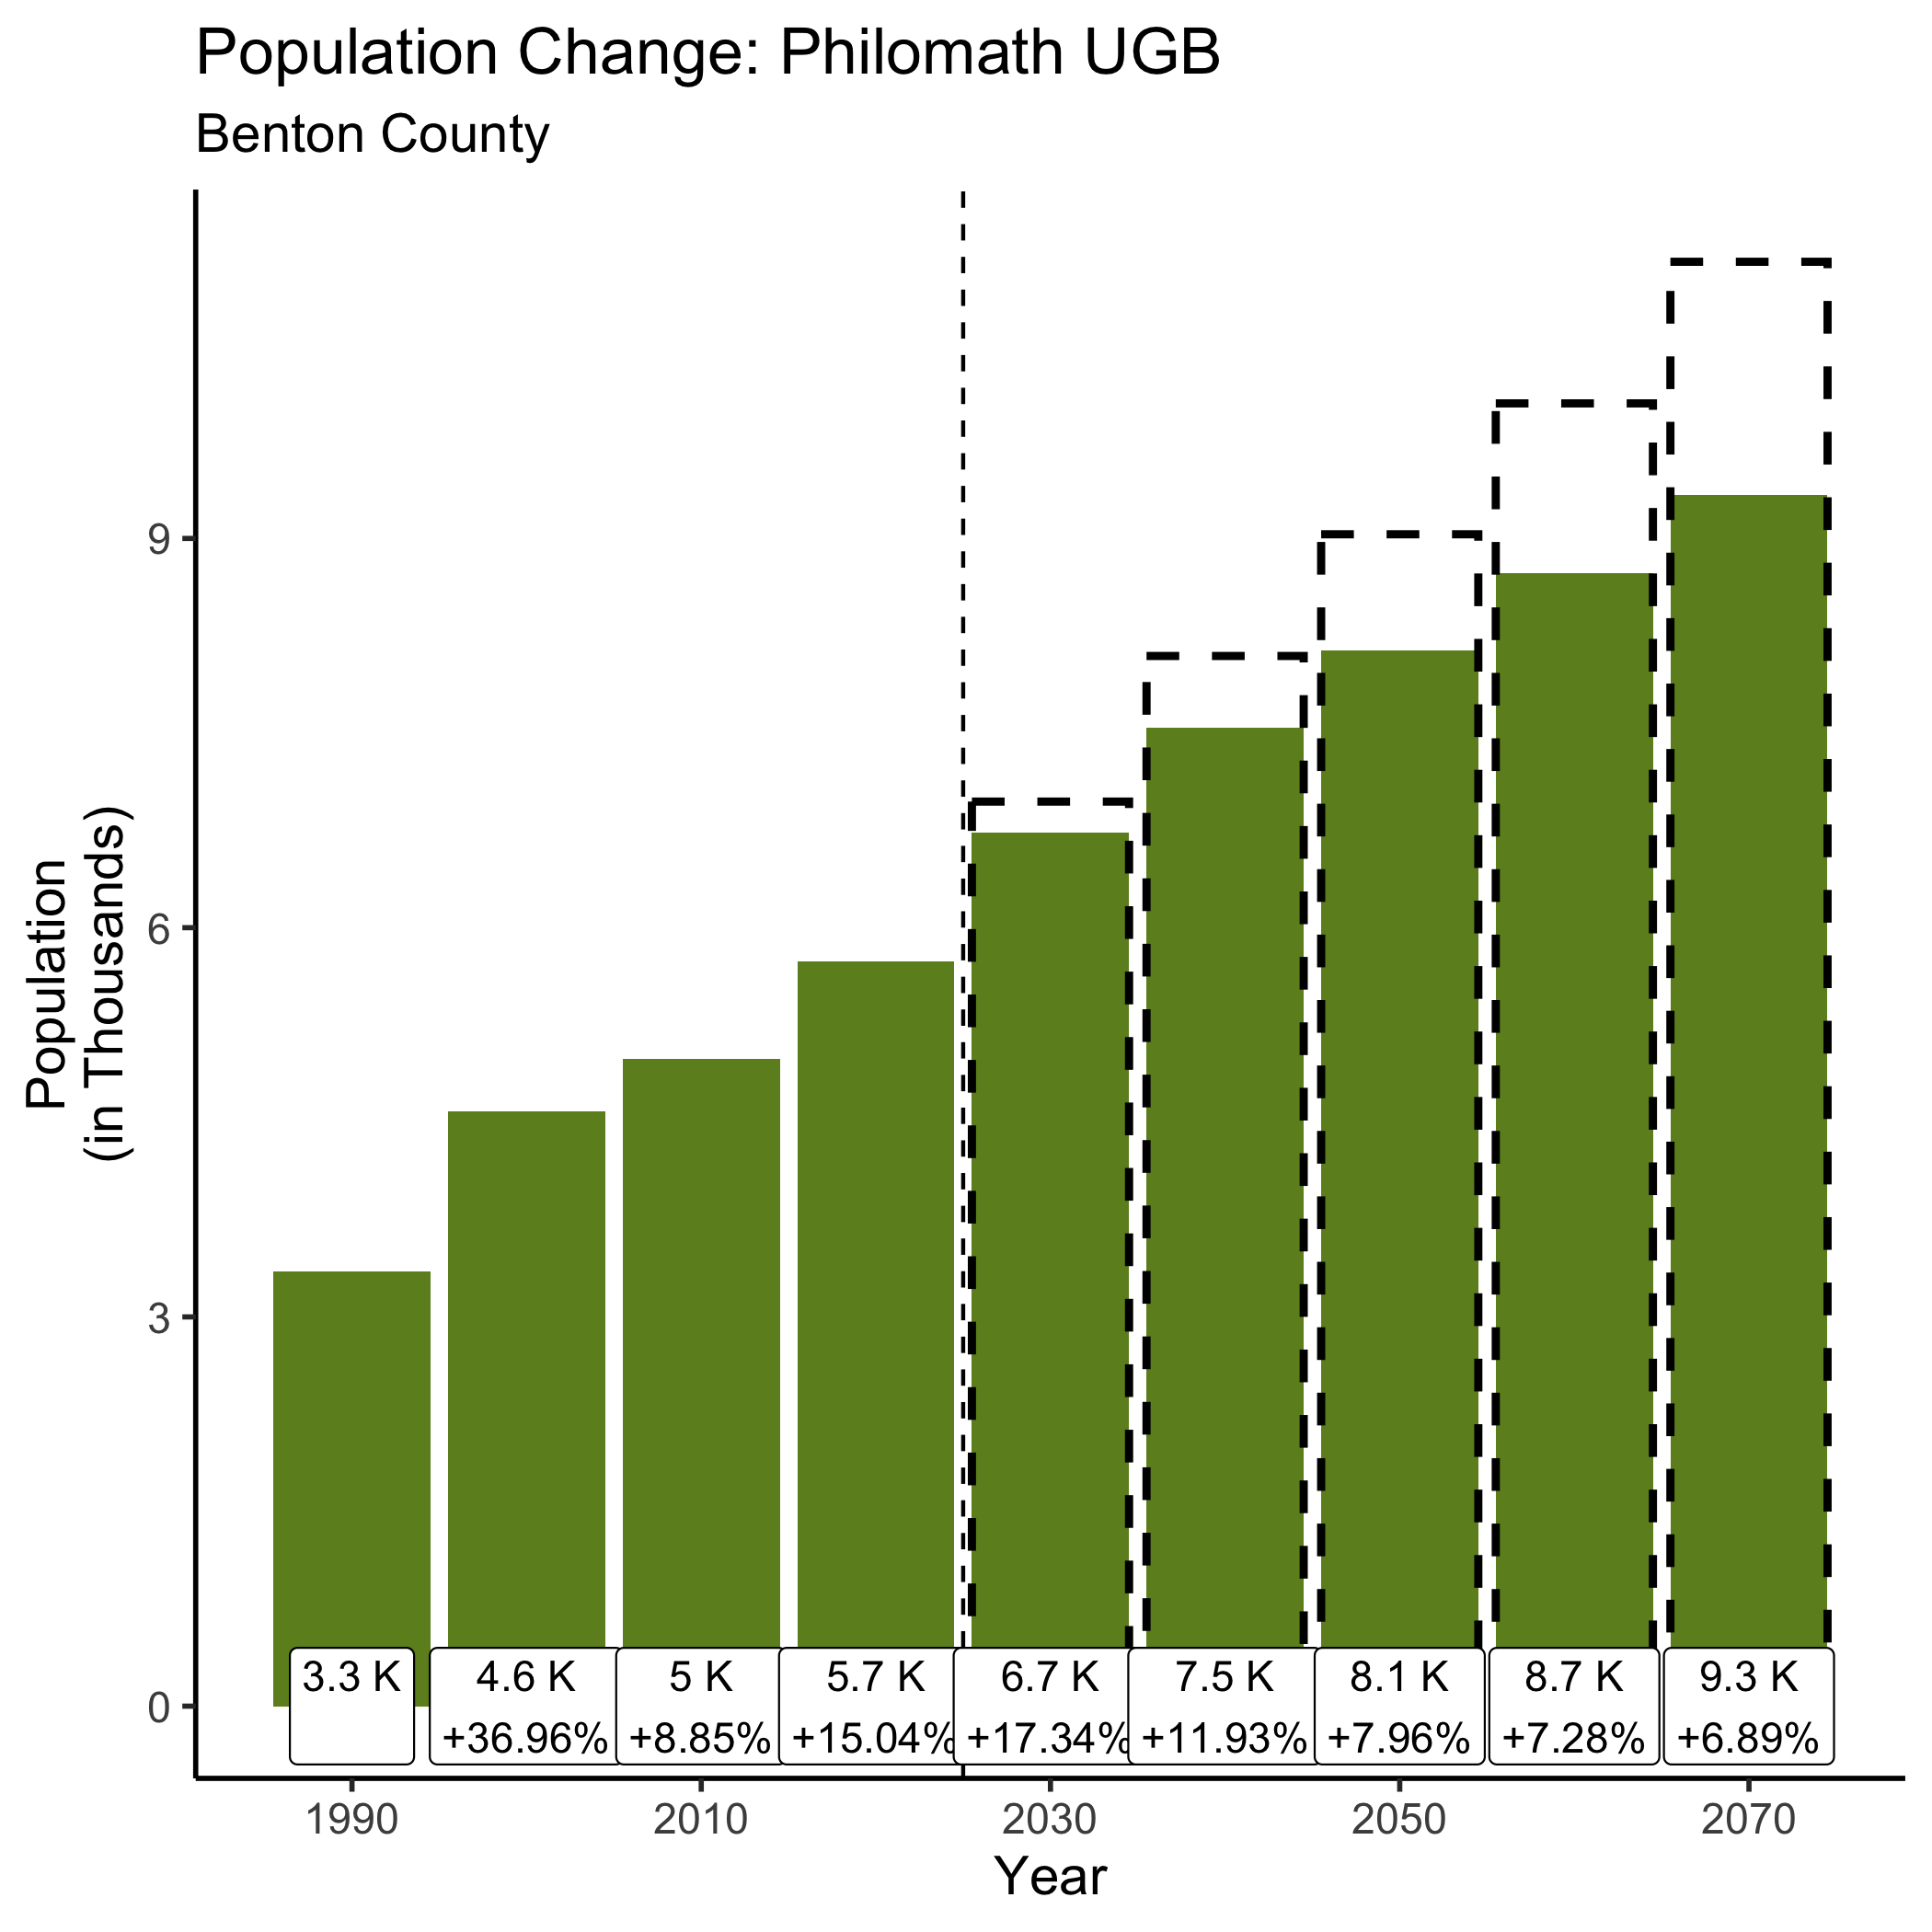 Population Change: Philomath UGB
Benton County
Population
(in Thousands)
9
6
3
0
3.3 K
4.6 K
+36.96%
5 K
+8.85%
5.7 K
+15.04%
6.7 K
+17.34%
7.5 K
+11.93%
8.1 K
+7.96%
8.7 K
+7.28%
9.3 K
+6.89%
1990
2010
2030
2050
2070
Year